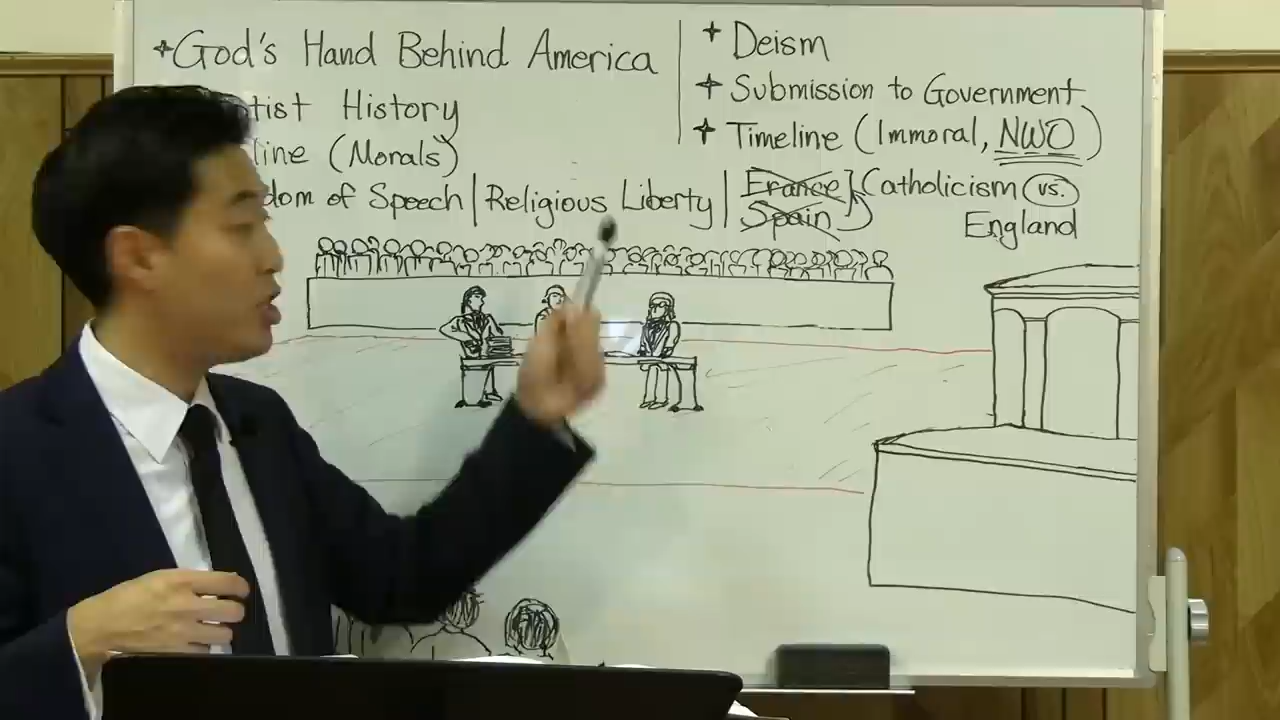 +God's Hand Behind America
tist History
line (Morals)
dom of Speech | Religious Liberty | France } Catholicism vs.
Spain
England
+ Deism
+ Submission to Government
+ Timeline (Immoral, NWO)